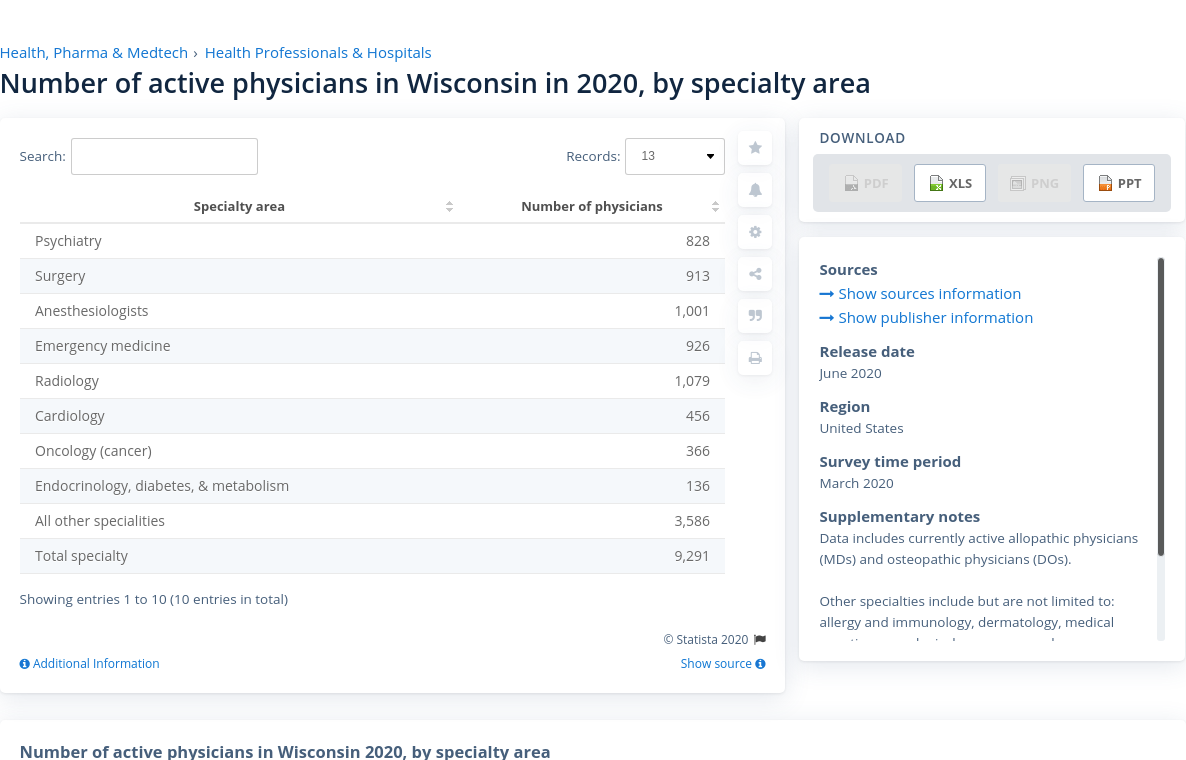 Health, Pharma & Medtech › Health Professionals & Hospitals
Number of active physicians in Wisconsin in 2020, by specialty area
Search:
Records: 13
Specialty area Number of physicians
Psychiatry 828
Surgery 913
Anesthesiologists 1,001
Emergency medicine 926
Radiology 1,079
Cardiology 456
Oncology (cancer) 366
Endocrinology, diabetes, & metabolism 136
All other specialities 3,586
Total specialty 9,291
Showing entries 1 to 10 (10 entries in total)
© Statista 2020
Additional Information
Show source
DOWNLOAD
PDF XLS PNG PPT
Sources
Show sources information
Show publisher information
Release date
June 2020
Region
United States
Survey time period
March 2020
Supplementary notes
Data includes currently active allopathic physicians
(MDs) and osteopathic physicians (DOs).
Other specialties include but are not limited to:
allergy and immunology, dermatology, medical
Number of active physicians in Wisconsin 2020, by specialty area